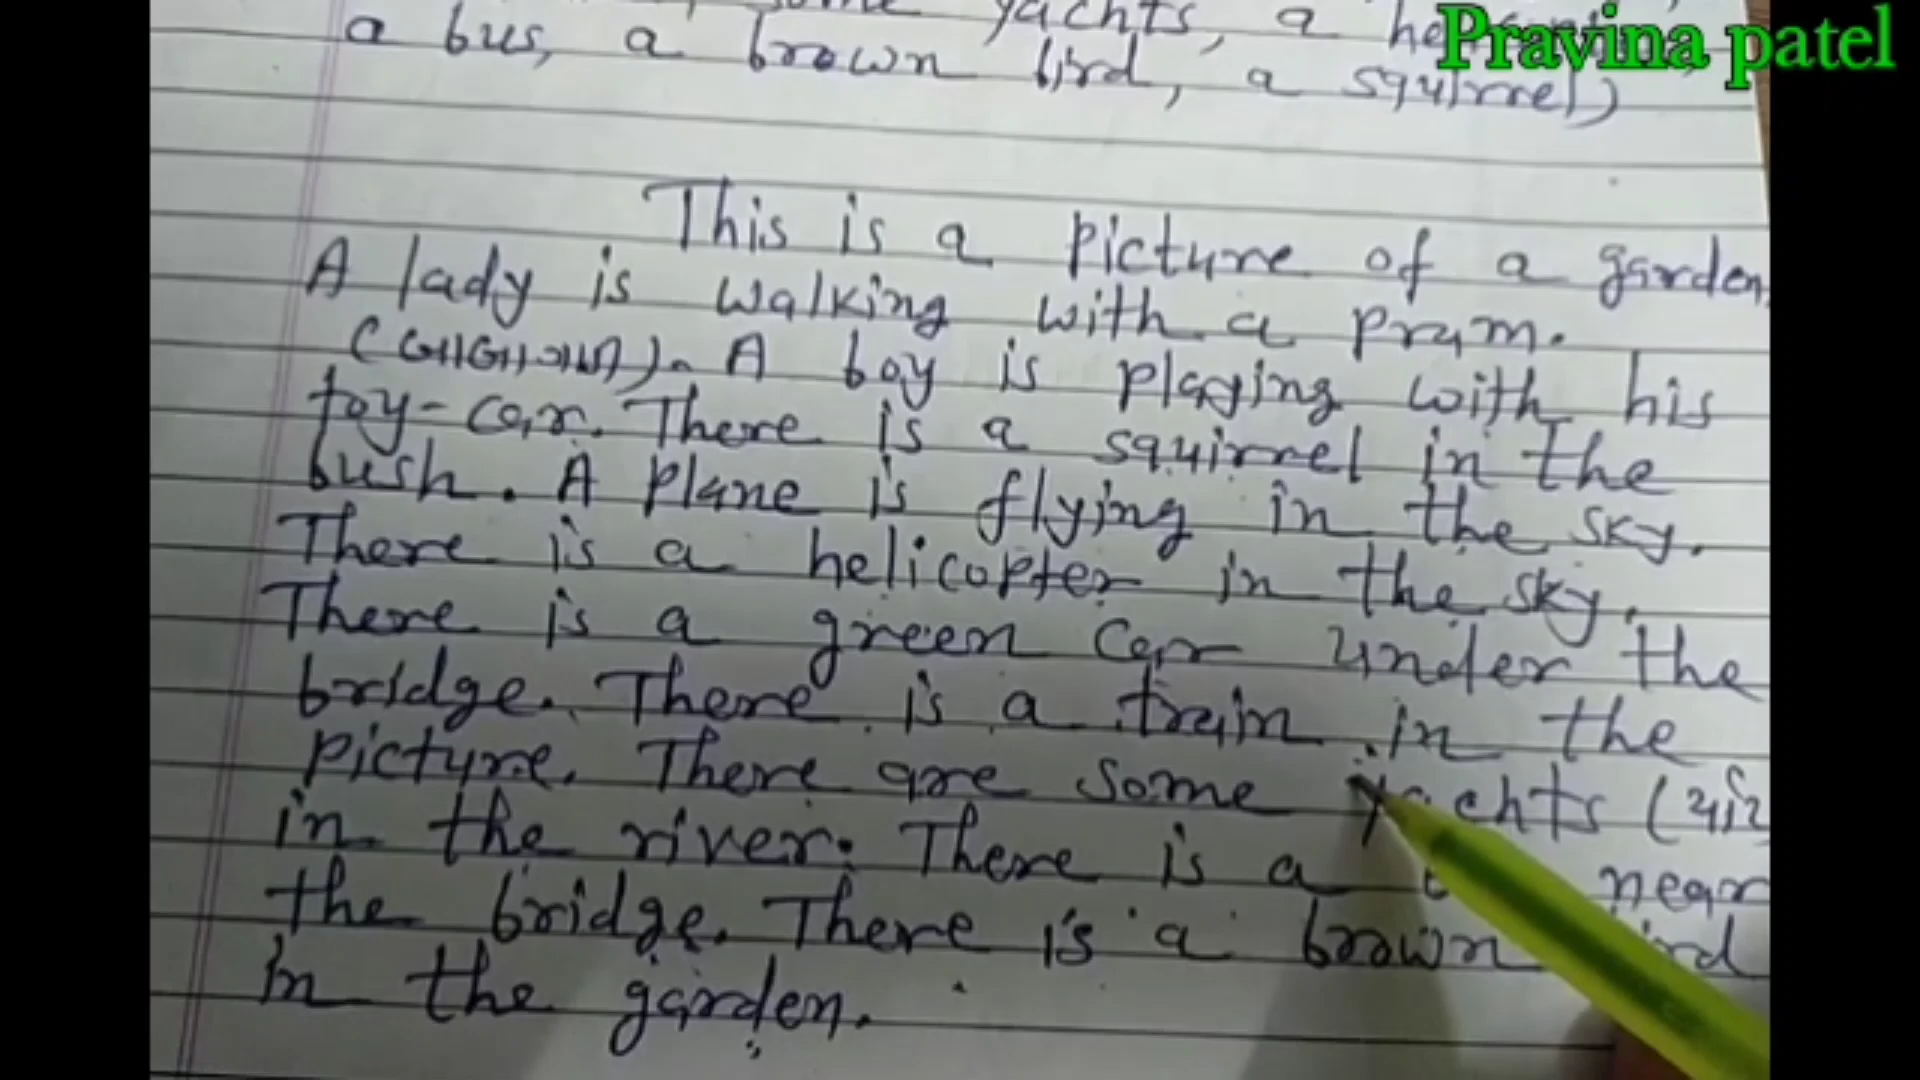 yachts, a
Pravina patel
a bus, a brown bird, a squirrel)
This is a picture of a garden.
A lady is walking with a pram.
(બાબાગાડી). A boy is playing with his
toy-car. There is a squirrel in the
bush. A plane is flying in the sky.
There is a helicopter in the sky.
There is a green car under the
bridge. There is a train in the
picture. There are some yachts
in the river. There is a near
the bridge. There is a brown
in the garden.